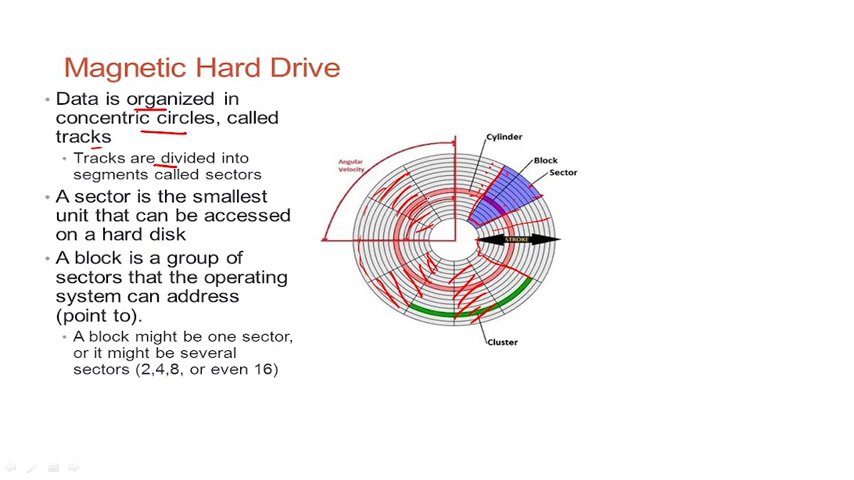 Magnetic Hard Drive
• Data is organized in
concentric circles, called
tracks
• Tracks are divided into
segments called sectors
• A sector is the smallest
unit that can be accessed
on a hard disk
• A block is a group of
sectors that the operating
system can address
(point to).
• A block might be one sector,
or it might be several
sectors (2,4,8, or even 16)
Cylinder
Block
Sector
Angular
Velocity
STROKE
Cluster